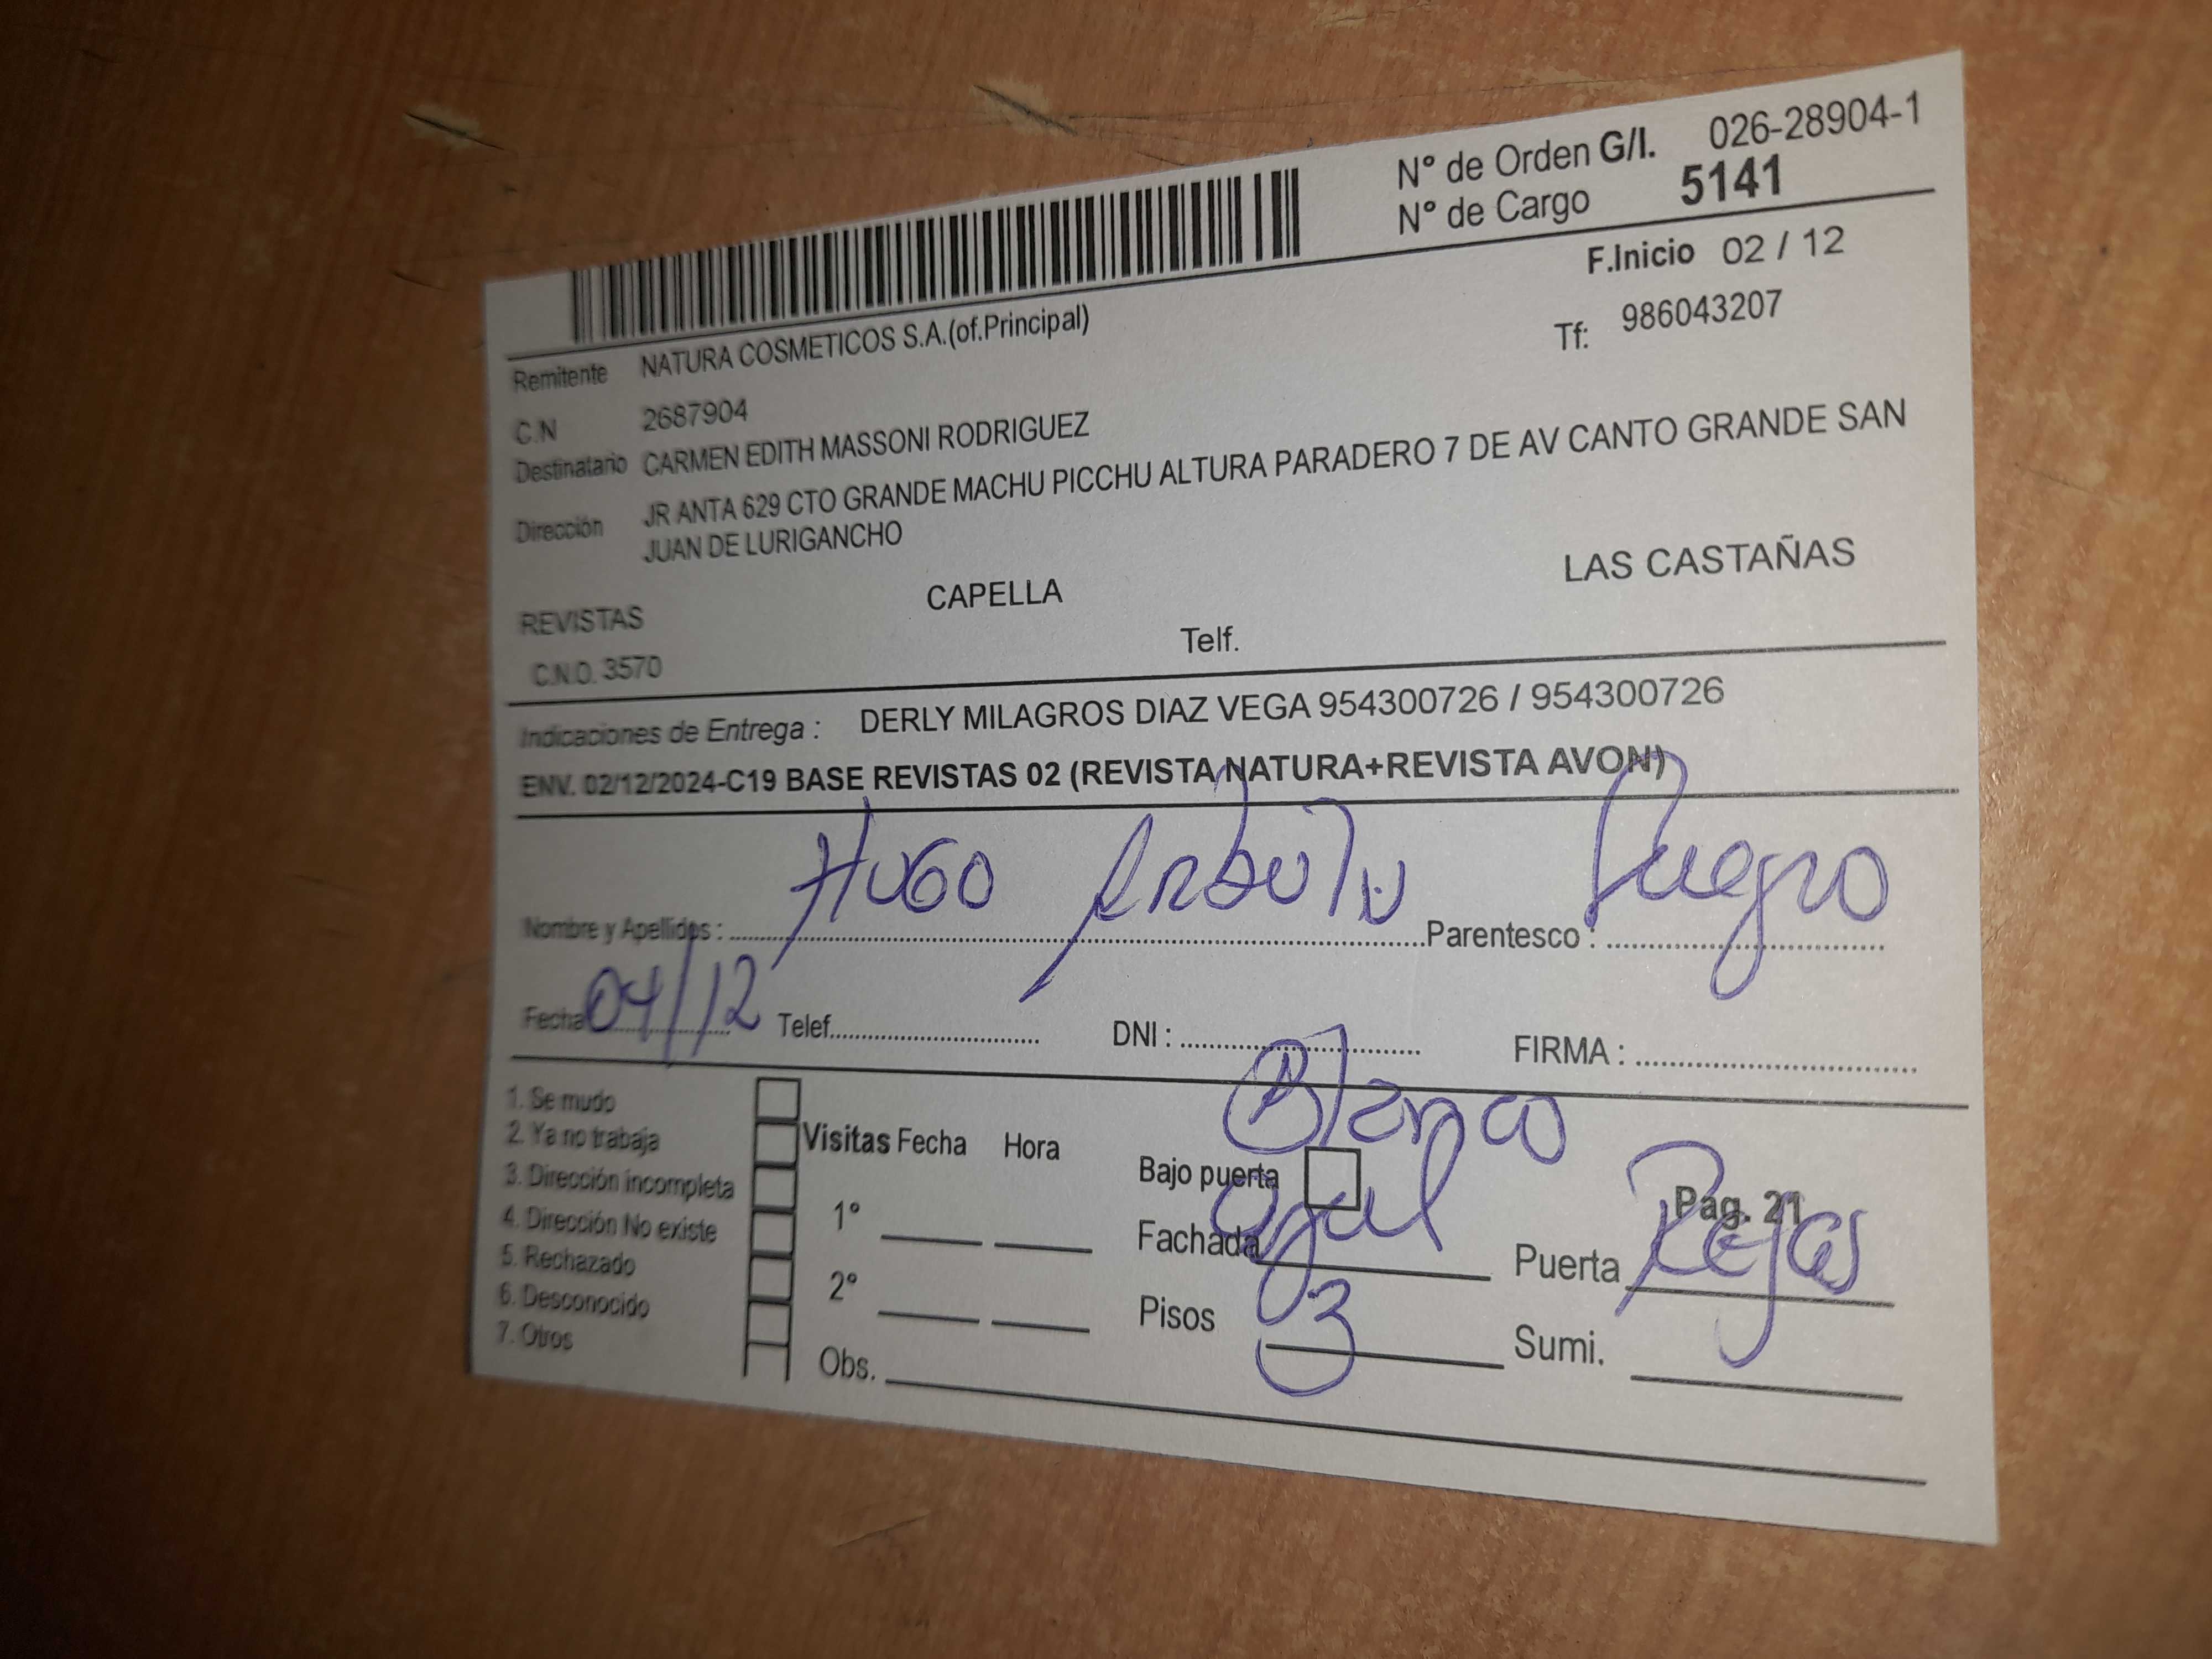 N° de Orden G/I. 026-28904-1
N° de Cargo 5141
F.Inicio 02 / 12
Remitente NATURA COSMETICOS S.A.(of.Principal)
Tf: 986043207
C.N 2687904
Destinatario CARMEN EDITH MASSONI RODRIGUEZ
Dirección JR ANTA 629 CTO GRANDE MACHU PICCHU ALTURA PARADERO 7 DE AV CANTO GRANDE SAN
JUAN DE LURIGANCHO
REVISTAS CAPELLA LAS CASTAÑAS
C.N.O. 3570 Telf.
Indicaciones de Entrega : DERLY MILAGROS DIAZ VEGA 954300726 / 954300726
ENV. 02/12/2024-C19 BASE REVISTAS 02 (REVISTA NATURA+REVISTA AVON)
Nombre y Apellidos : Hugo Arbulu Parentesco : Suegro
Fecha 04/12 Telef. DNI : FIRMA :
1. Se mudo
2. Ya no trabaja
3. Dirección incompleta
4. Dirección No existe
5. Rechazado
6. Desconocido
7. Otros
Visitas Fecha Hora
1°
2°
Obs.
Blanco
Bajo puerta Pag. 21
Fachada Puerta Rejas
Pisos 3 Sumi.